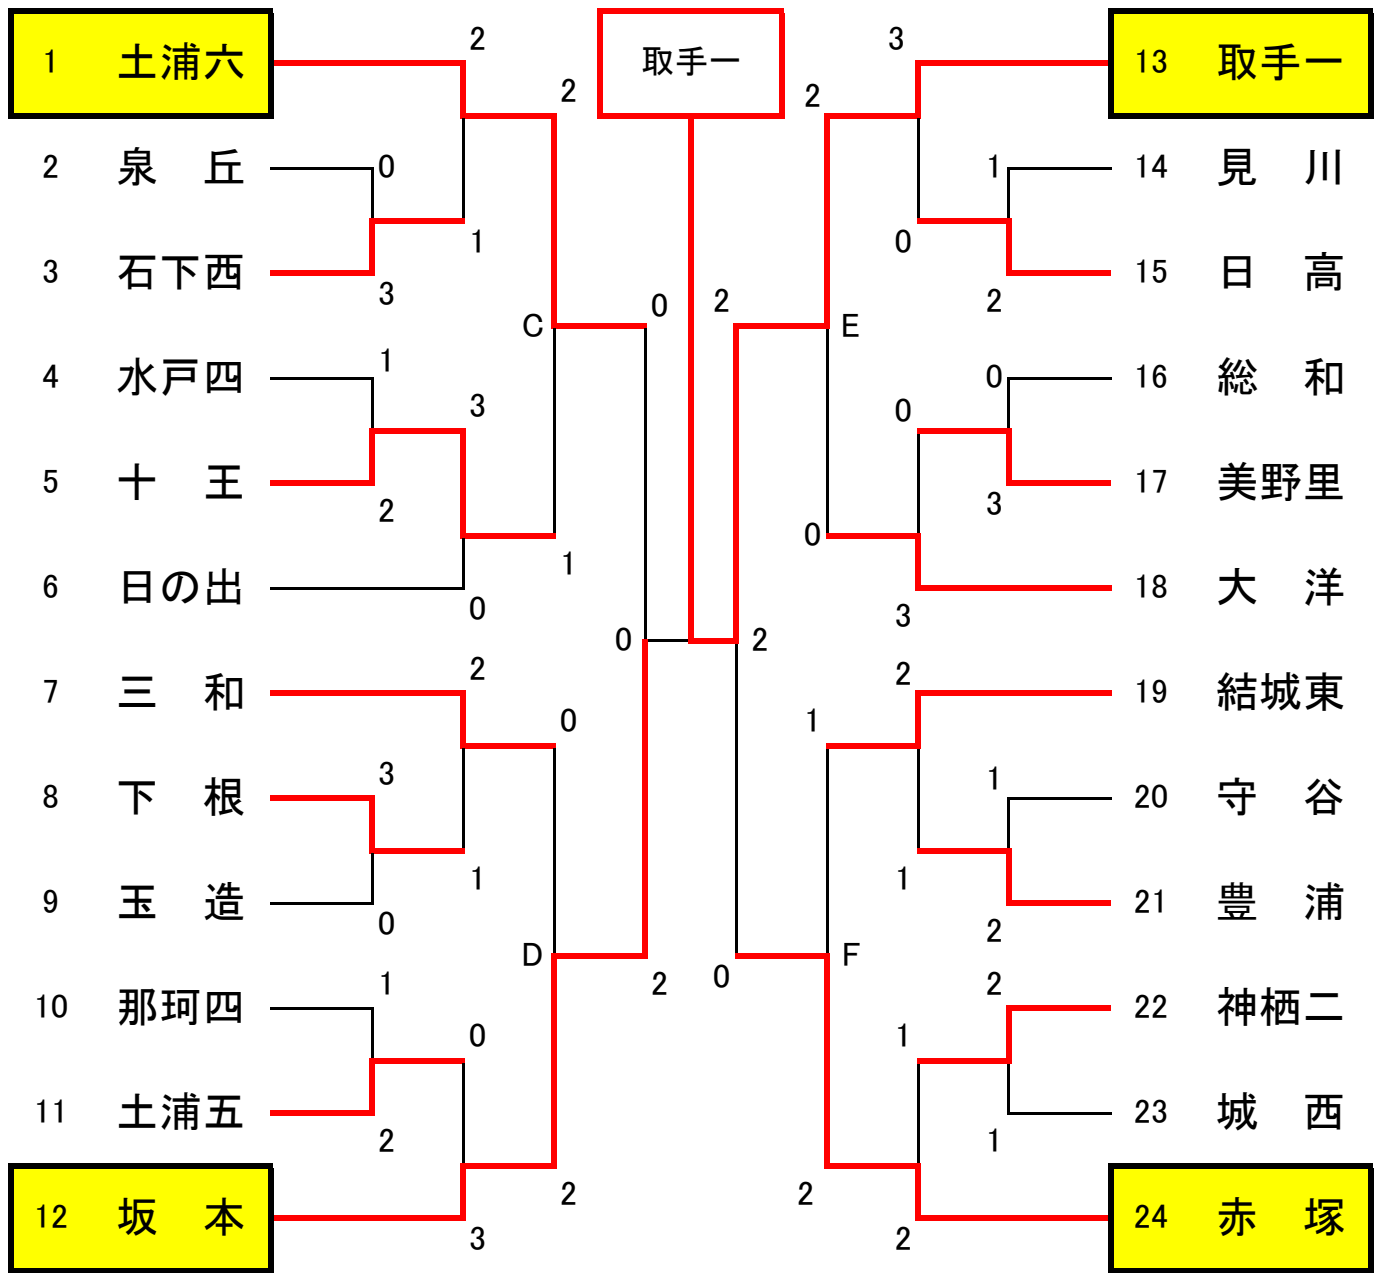 1 土浦六
2 泉 丘
3 石下西
4 水戸四
5 十 王
6 日の出
7 三 和
8 下 根
9 玉 造
10 那珂四
11 土浦五
12 坂 本
2
0
3
1
1
2
3
0
2
3
0
1
1
2
0
3
2
1
0
2
C
D
0
2
0
取手一
2
2
0
E
F
2
0
1
2
3
0
0
3
2
1
1
2
1
2
0
3
1
2
2
1
13 取手一
14 見 川
15 日 高
16 総 和
17 美野里
18 大 洋
19 結城東
20 守 谷
21 豊 浦
22 神栖二
23 城 西
24 赤 塚